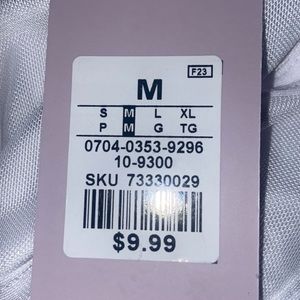 F23
M
S M L XL
P M G TG
0704-0353-9296
10-9300
SKU 73330029
$9.99